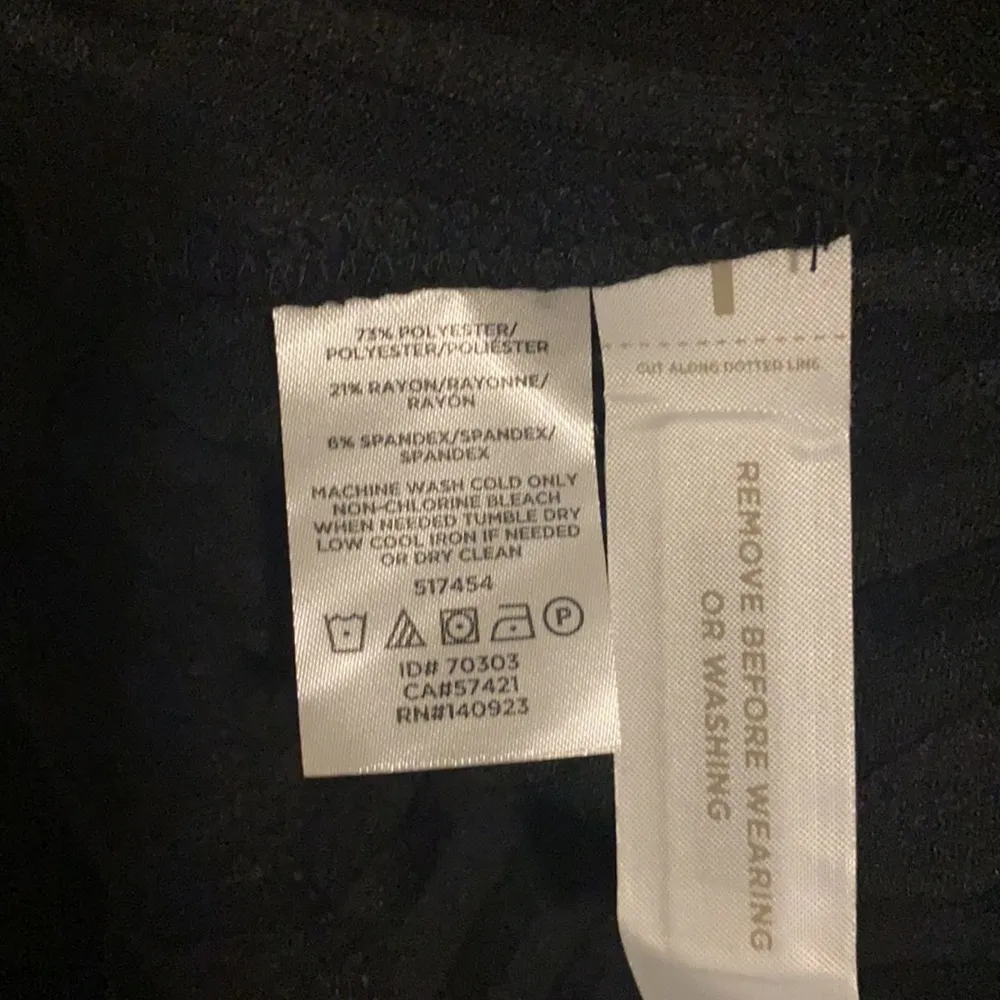 73% POLYESTER/
POLYESTER/POLIÉSTER
21% RAYON/RAYONNE/
RAYON
6% SPANDEX/SPANDEX/
SPANDEX
MACHINE WASH COLD ONLY
NON-CHLORINE BLEACH
WHEN NEEDED TUMBLE DRY
LOW COOL IRON IF NEEDED
OR DRY CLEAN
517454
P
ID# 70303
CA#57421
RN#140923
CUT ALONG DOTTED LINE
REMOVE BEFORE WEARING
OR WASHING